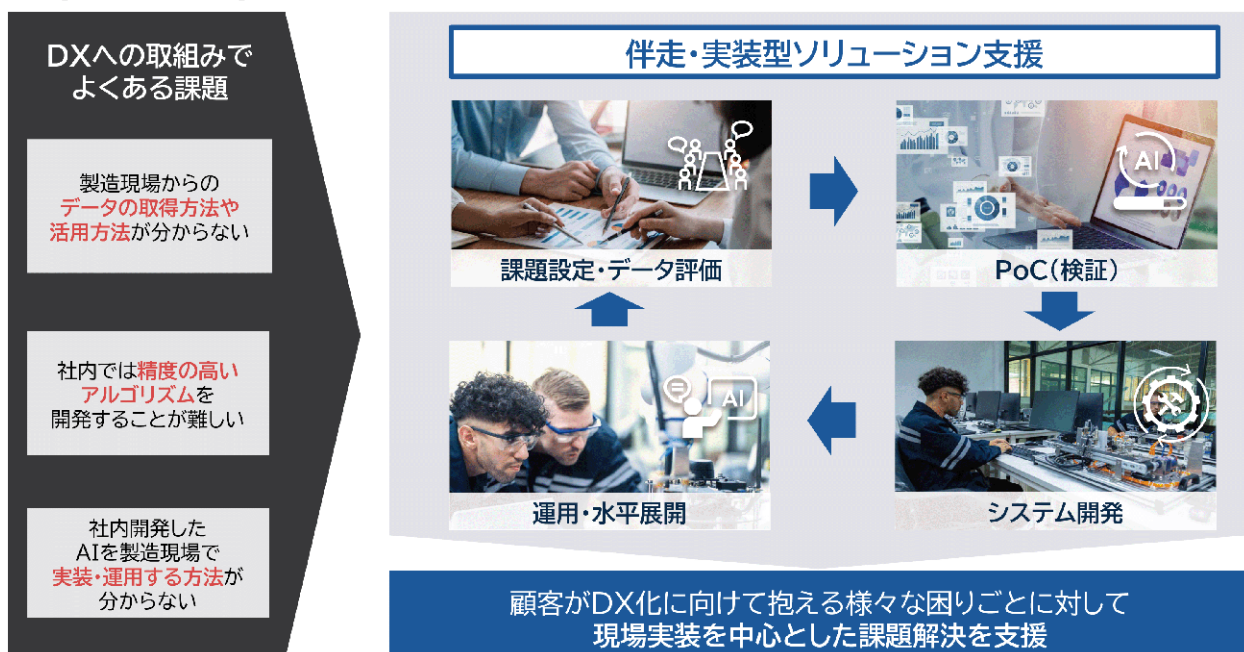 DXへの取組みで
よくある課題
製造現場からの
データの取得方法や
活用方法が分からない
社内では精度の高い
アルゴリズムを
開発することが難しい
社内開発した
AIを製造現場で
実装・運用する方法が
分からない
伴走・実装型ソリューション支援
課題設定・データ評価
AI
PoC(検証)
AI
運用・水平展開
システム開発
顧客がDX化に向けて抱える様々な困りごとに対して
現場実装を中心とした課題解決を支援